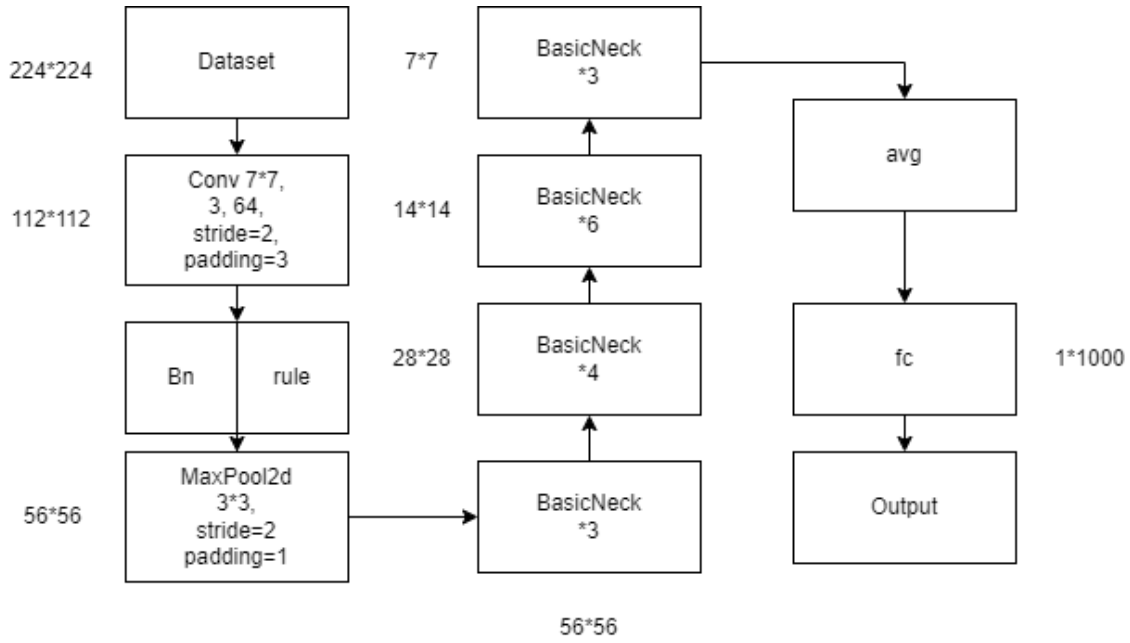 224*224
Dataset
112*112
Conv 7*7,
3, 64,
stride=2,
padding=3
Bn
rule
56*56
MaxPool2d
3*3,
stride=2
padding=1
BasicNeck
*3
56*56
28*28
BasicNeck
*4
14*14
BasicNeck
*6
7*7
BasicNeck
*3
avg
fc
1*1000
Output